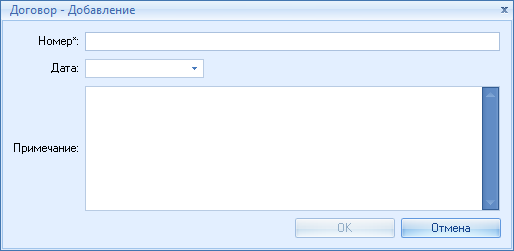 Договор - Добавление
Номер*:
Дата:
Примечание:
OK
Отмена